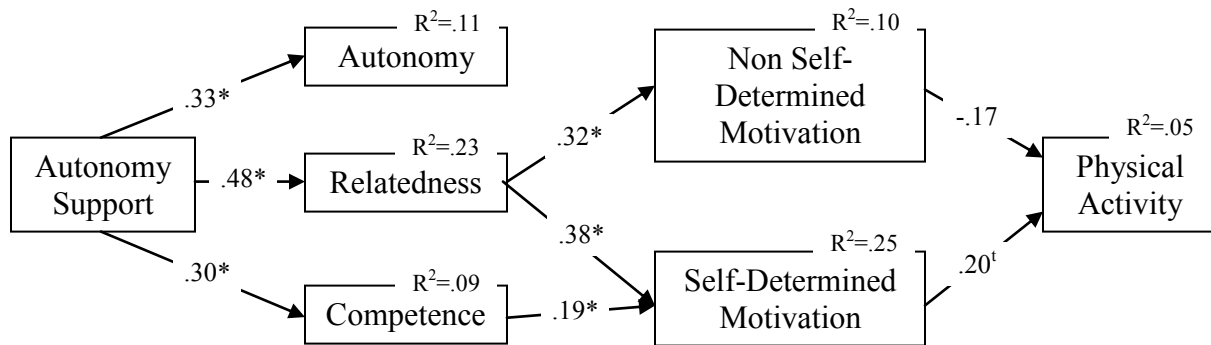 R²=.11
Autonomy
.33*
Autonomy
Support
.48*
R²=.23
Relatedness
.30*
R²=.09
Competence
.32*
.38*
.19*
R²=.10
Non Self-
Determined
Motivation
R²=.25
Self-Determined
Motivation
-.17
.20ᵗ
R²=.05
Physical
Activity